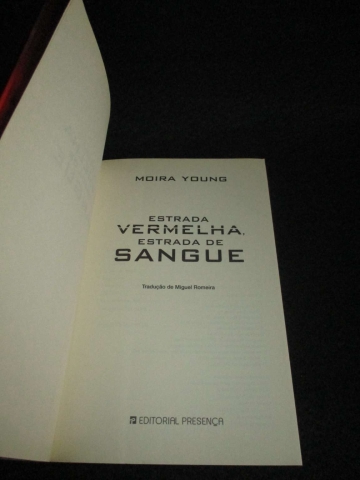 MOIRA YOUNG
ESTRADA
VERMELHA,
ESTRADA DE
SANGUE
Tradução de Miguel Romeira
EDITORIAL PRESENÇA